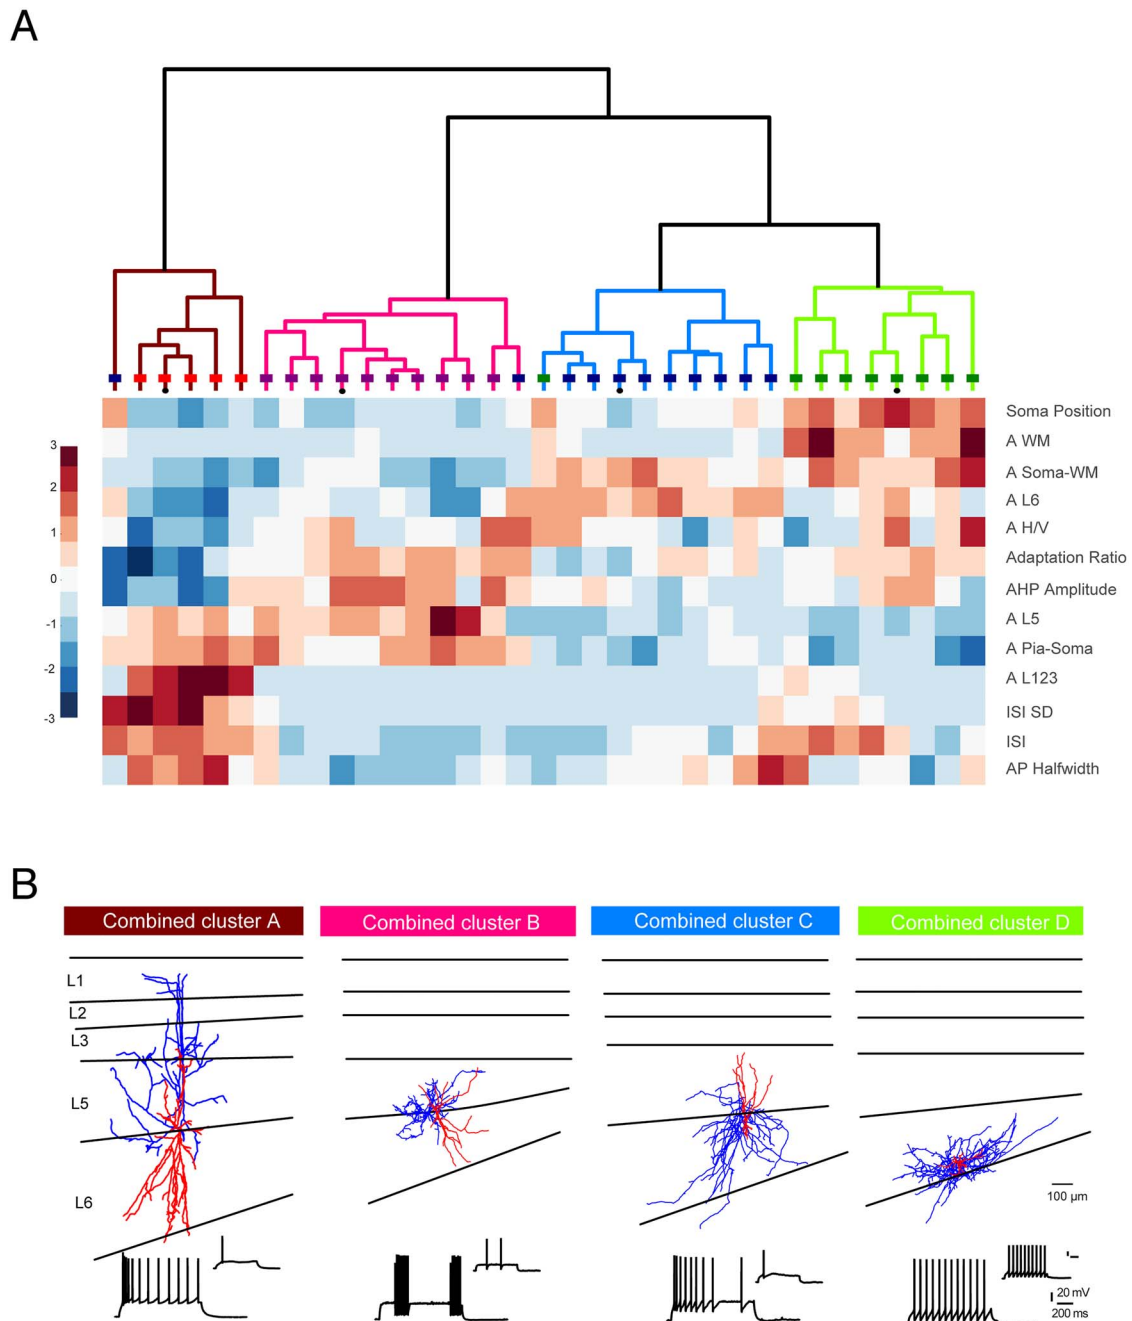 A
Soma Position
A WM
3
A Soma-WM
2
A L6
1
A H/V
Adaptation Ratio
0
AHP Amplitude
-1
A L5
A Pia-Soma
-2
A L123
-3
ISI SD
ISI
AP Halfwidth
B
Combined cluster A
Combined cluster B
Combined cluster C
Combined cluster D
L1
L2
L3
L5
L6
100 µm
20 mV
200 ms